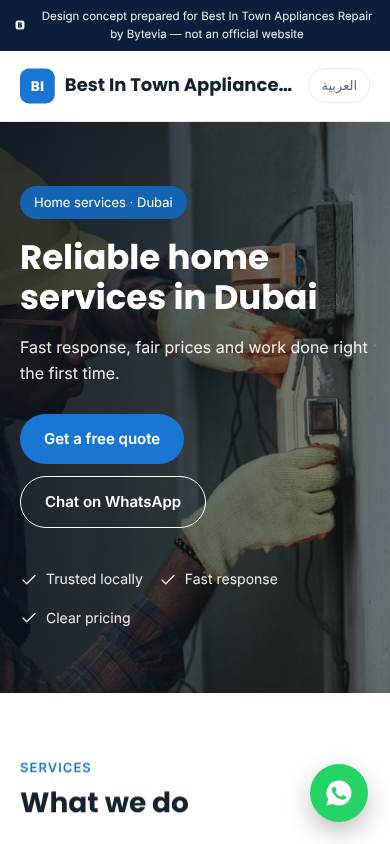 Design concept prepared for Best In Town Appliances Repair
by Bytevia — not an official website
BI
Best In Town Appliance...
العربية
Home services · Dubai
Reliable home
services in Dubai
Fast response, fair prices and work done right
the first time.
Get a free quote
Chat on WhatsApp
Trusted locally
Fast response
Clear pricing
SERVICES
What we do